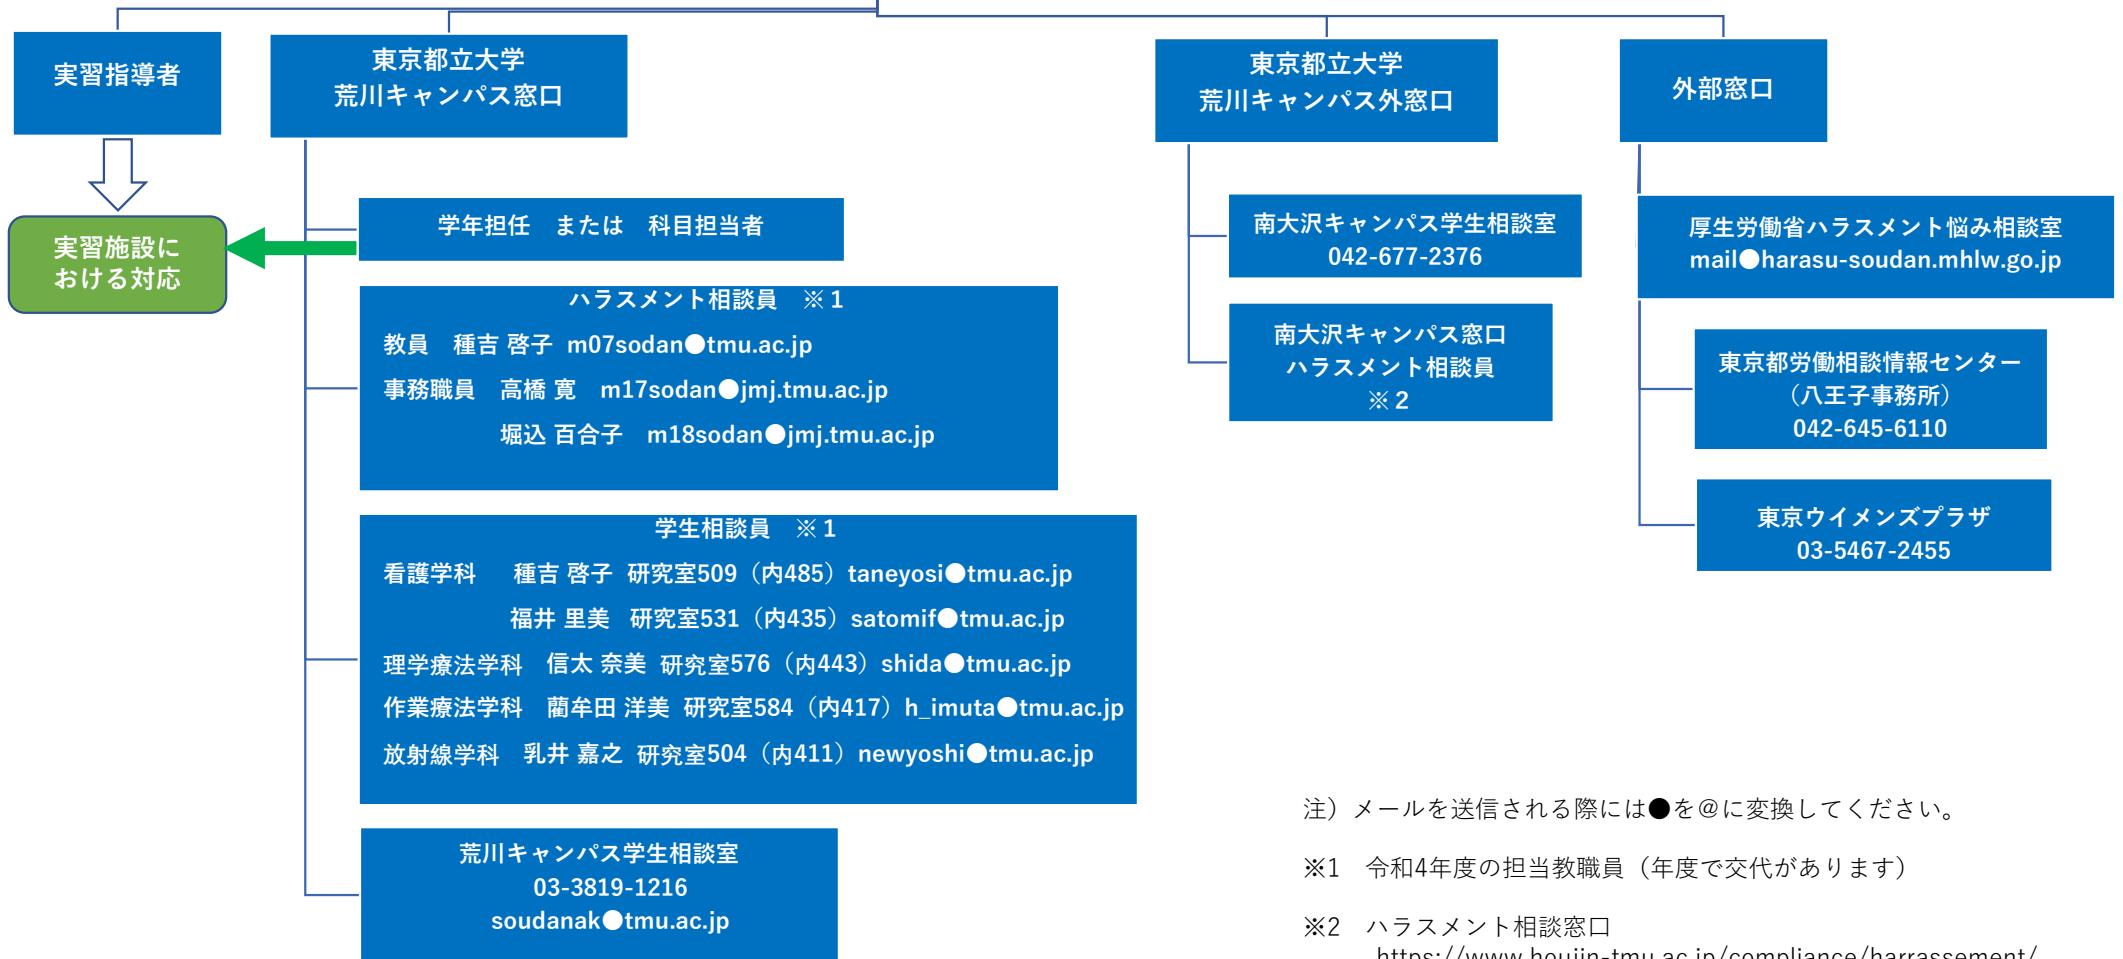 実習指導者
実習施設に
おける対応
東京都立大学
荒川キャンパス窓口
学年担任　または　科目担当者
ハラスメント相談員　※1
教員　種吉 啓子 m07sodan●tmu.ac.jp
事務職員　高橋 寛　m17sodan●jmj.tmu.ac.jp
堀込 百合子　m18sodan●jmj.tmu.ac.jp
学生相談員　※1
看護学科　種吉 啓子 研究室509（内485）taneyosi●tmu.ac.jp
福井 里美 研究室531（内435）satomif●tmu.ac.jp
理学療法学科　信太 奈美 研究室576（内443）shida●tmu.ac.jp
作業療法学科　藺牟田 洋美 研究室584（内417）h_imuta●tmu.ac.jp
放射線学科　乳井 嘉之 研究室504（内411）newyoshi●tmu.ac.jp
荒川キャンパス学生相談室
03-3819-1216
soudanak●tmu.ac.jp
東京都立大学
荒川キャンパス外窓口
南大沢キャンパス学生相談室
042-677-2376
南大沢キャンパス窓口
ハラスメント相談員
※2
外部窓口
厚生労働省ハラスメント悩み相談室
mail●harasu-soudan.mhlw.go.jp
東京都労働相談情報センター
（八王子事務所）
042-645-6110
東京ウイメンズプラザ
03-5467-2455
注）メールを送信される際には●を@に変換してください。
※1　令和4年度の担当教職員（年度で交代があります）
※2　ハラスメント相談窓口
https://www.houjin-tmu.ac.jp/compliance/harrassement/